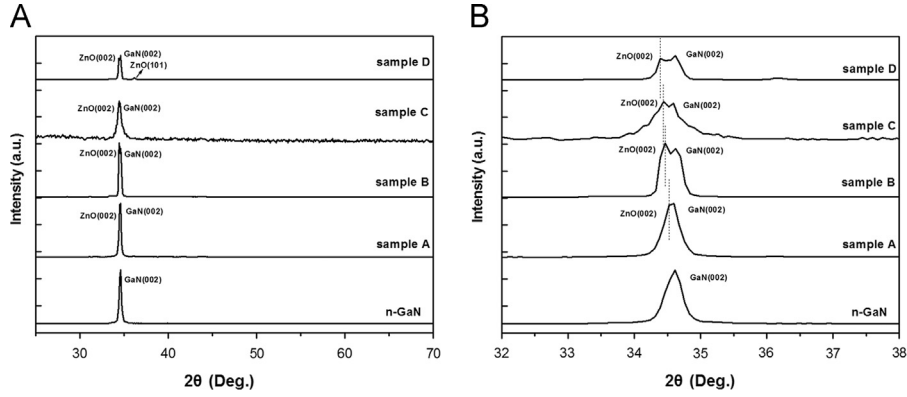 A
ZnO(002) GaN(002)
ZnO(101)
sample D
ZnO(002) GaN(002)
sample C
ZnO(002) GaN(002)
sample B
ZnO(002) GaN(002)
sample A
GaN(002)
n-GaN
Intensity (a.u.)
30 40 50 60 70
2θ (Deg.)
B
ZnO(002) GaN(002)
sample D
ZnO(002) GaN(002)
sample C
ZnO(002) GaN(002)
sample B
ZnO(002) GaN(002)
sample A
GaN(002)
n-GaN
Intensity (a.u.)
32 33 34 35 36 37 38
2θ (Deg.)